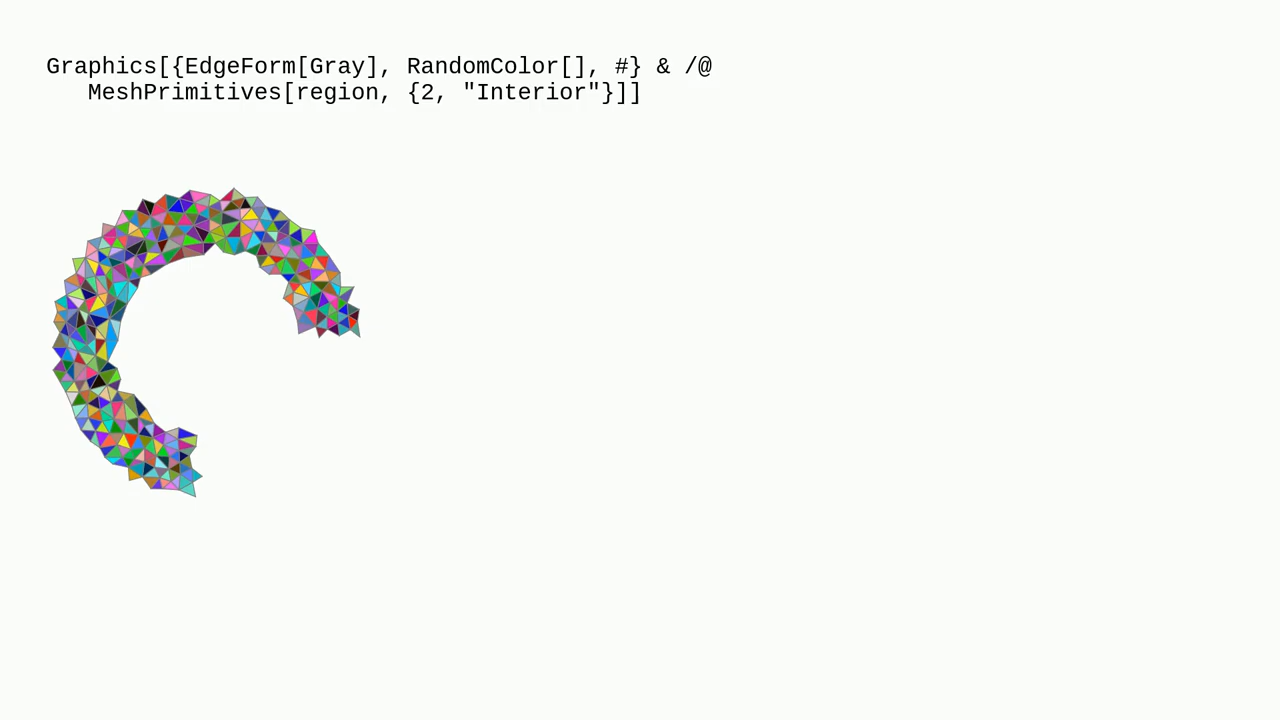 Graphics[{EdgeForm[Gray], RandomColor[], #} & /@
MeshPrimitives[region, {2, "Interior"}]]